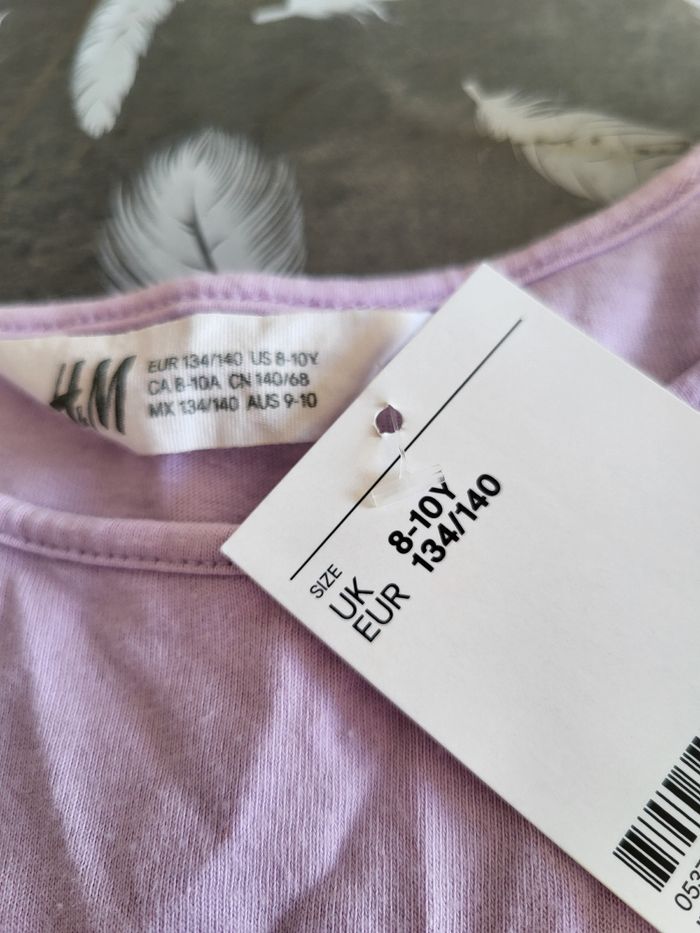 H&M
EUR 134/140 US 8-10Y
CA 8-10A CN 140/68
MX 134/140 AUS 9-10
SIZE
UK 8-10Y
EUR 134/140